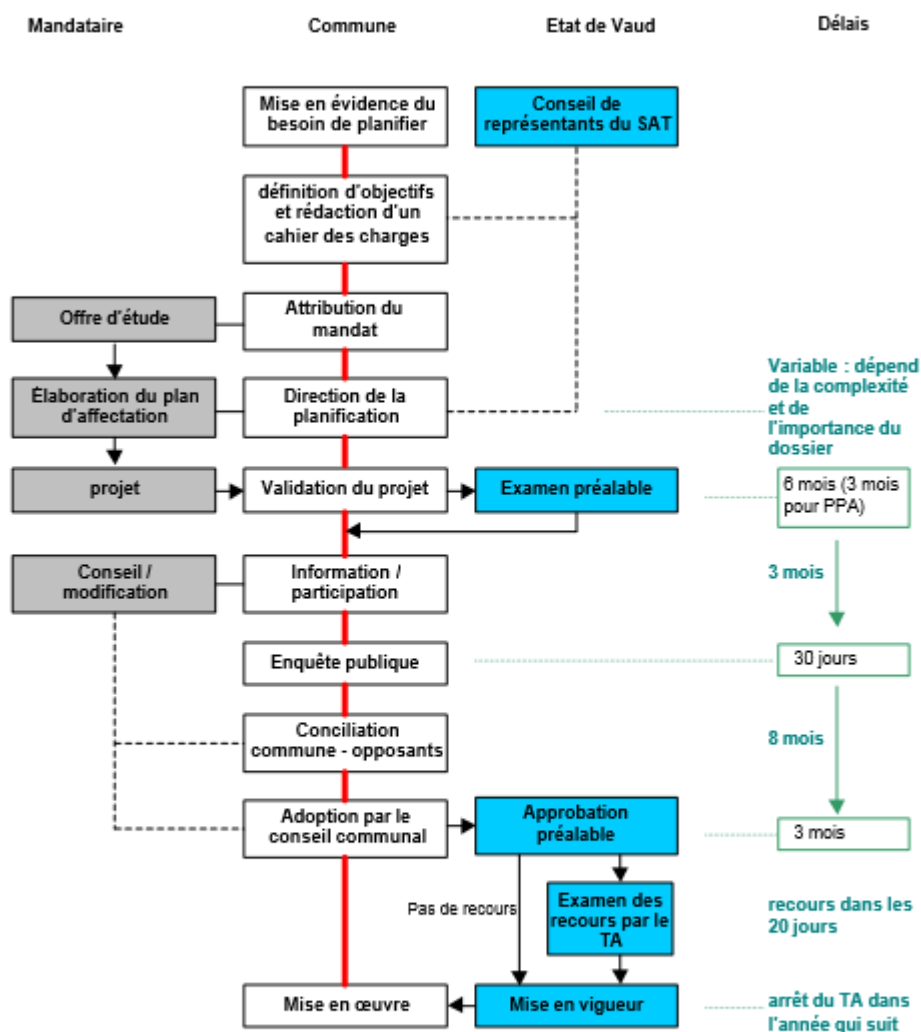 Mandataire
Commune
Etat de Vaud
Délais
Mise en évidence du
besoin de planifier
Conseil de
représentants du SAT
définition d'objectifs
et rédaction d'un
cahier des charges
Offre d'étude
Attribution du
mandat
Élaboration du plan
d'affectation
Direction de la
planification
Variable : dépend
de la complexité
et de
l'importance du
dossier
projet
Validation du projet
Examen préalable
6 mois (3 mois
pour PPA)
Conseil /
modification
Information /
participation
3 mois
Enquête publique
30 jours
Conciliation
commune - opposants
8 mois
Adoption par le
conseil communal
Approbation
préalable
3 mois
Pas de recours
Examen des
recours par le
TA
recours dans les
20 jours
Mise en œuvre
Mise en vigueur
arrêt du TA dans
l'année qui suit